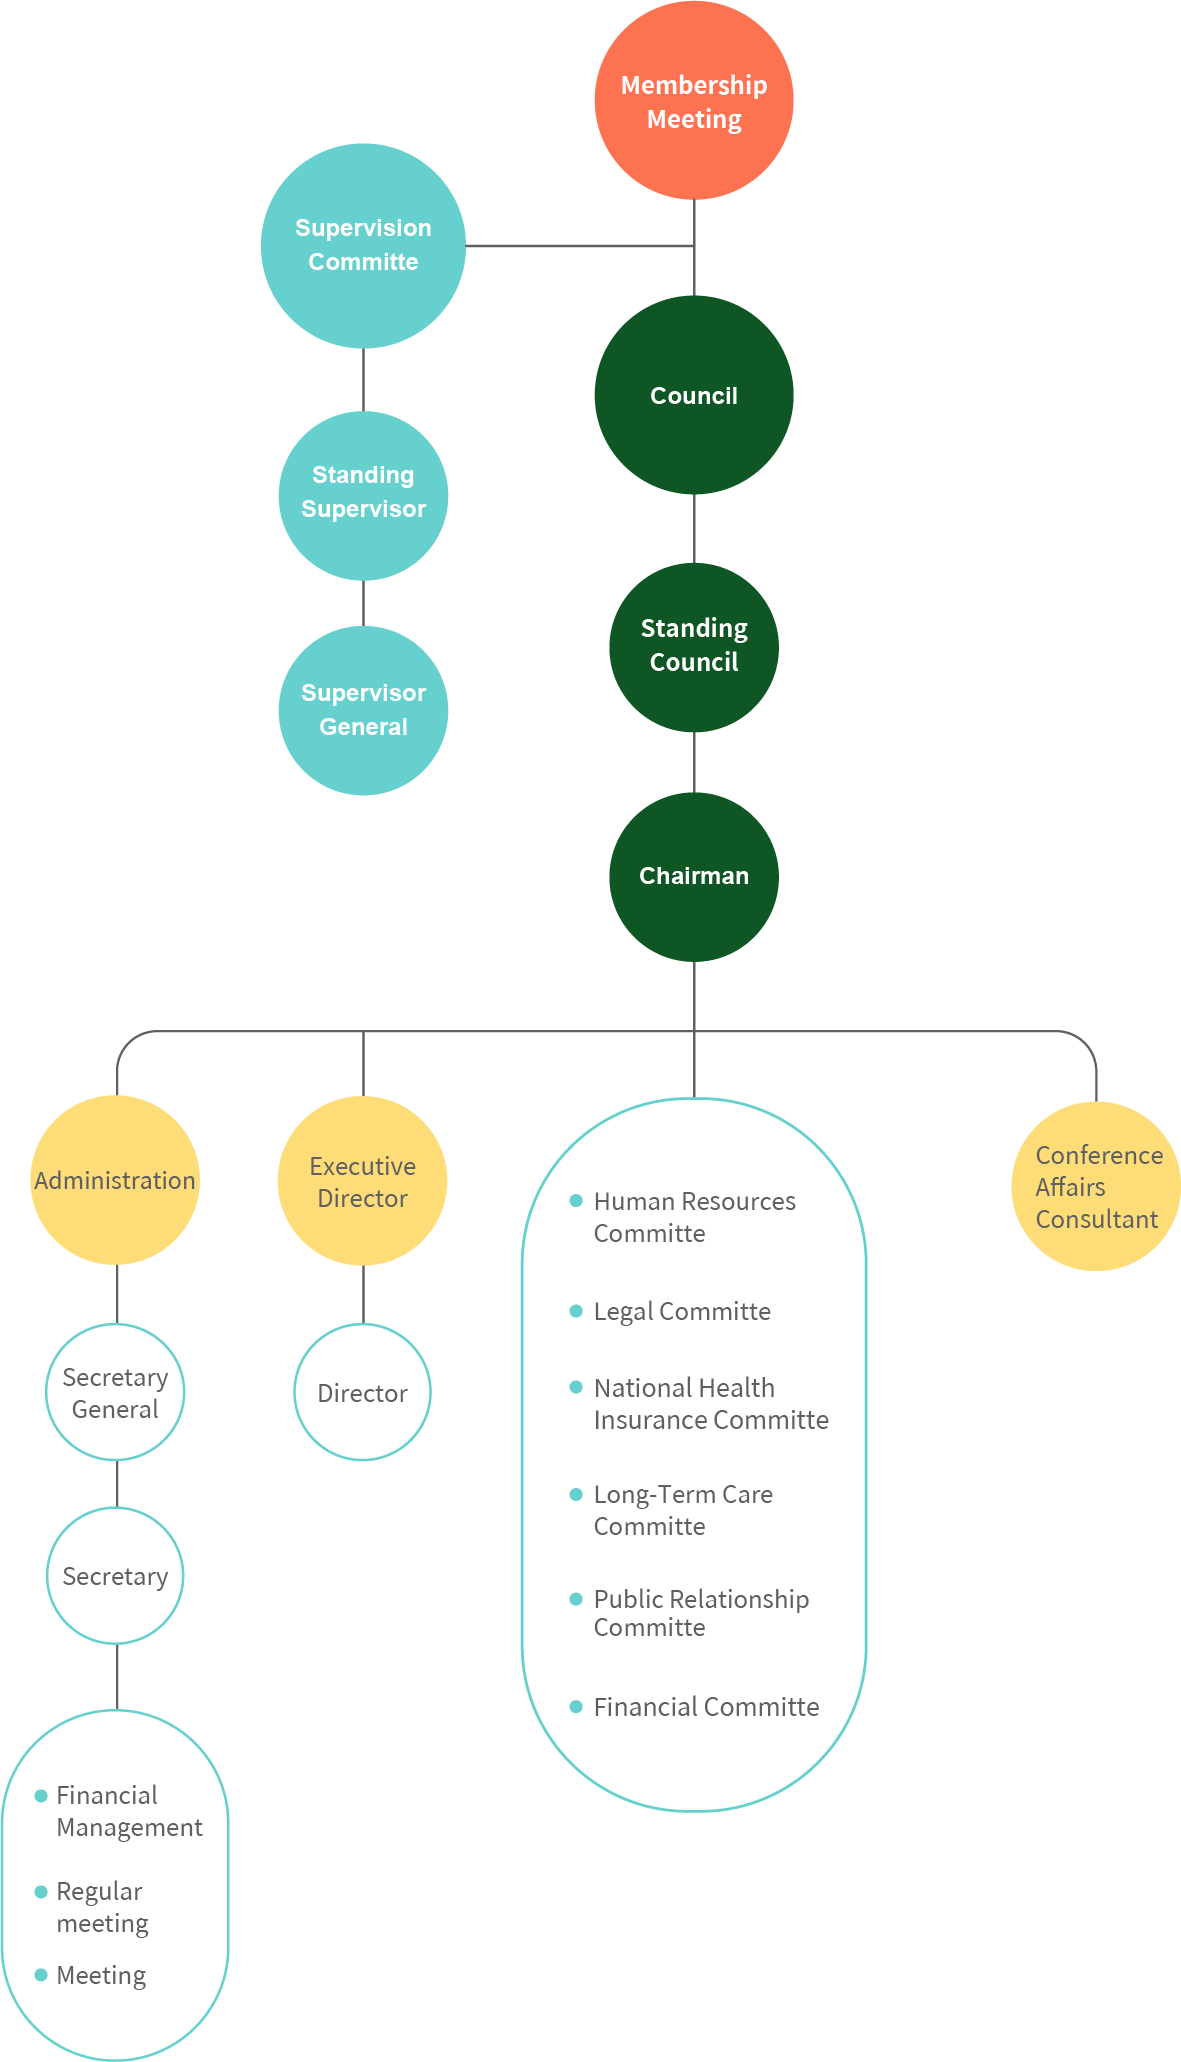 Membership
Meeting
Supervision
Committe
Council
Standing
Supervisor
Standing
Council
Supervisor
General
Chairman
Administration
Executive
Director
Conference
Affairs
Consultant
Human Resources
Committe
Legal Committe
National Health
Insurance Committe
Long-Term Care
Committe
Public Relationship
Committe
Financial Committe
Secretary
General
Director
Secretary
Financial
Management
Regular
meeting
Meeting